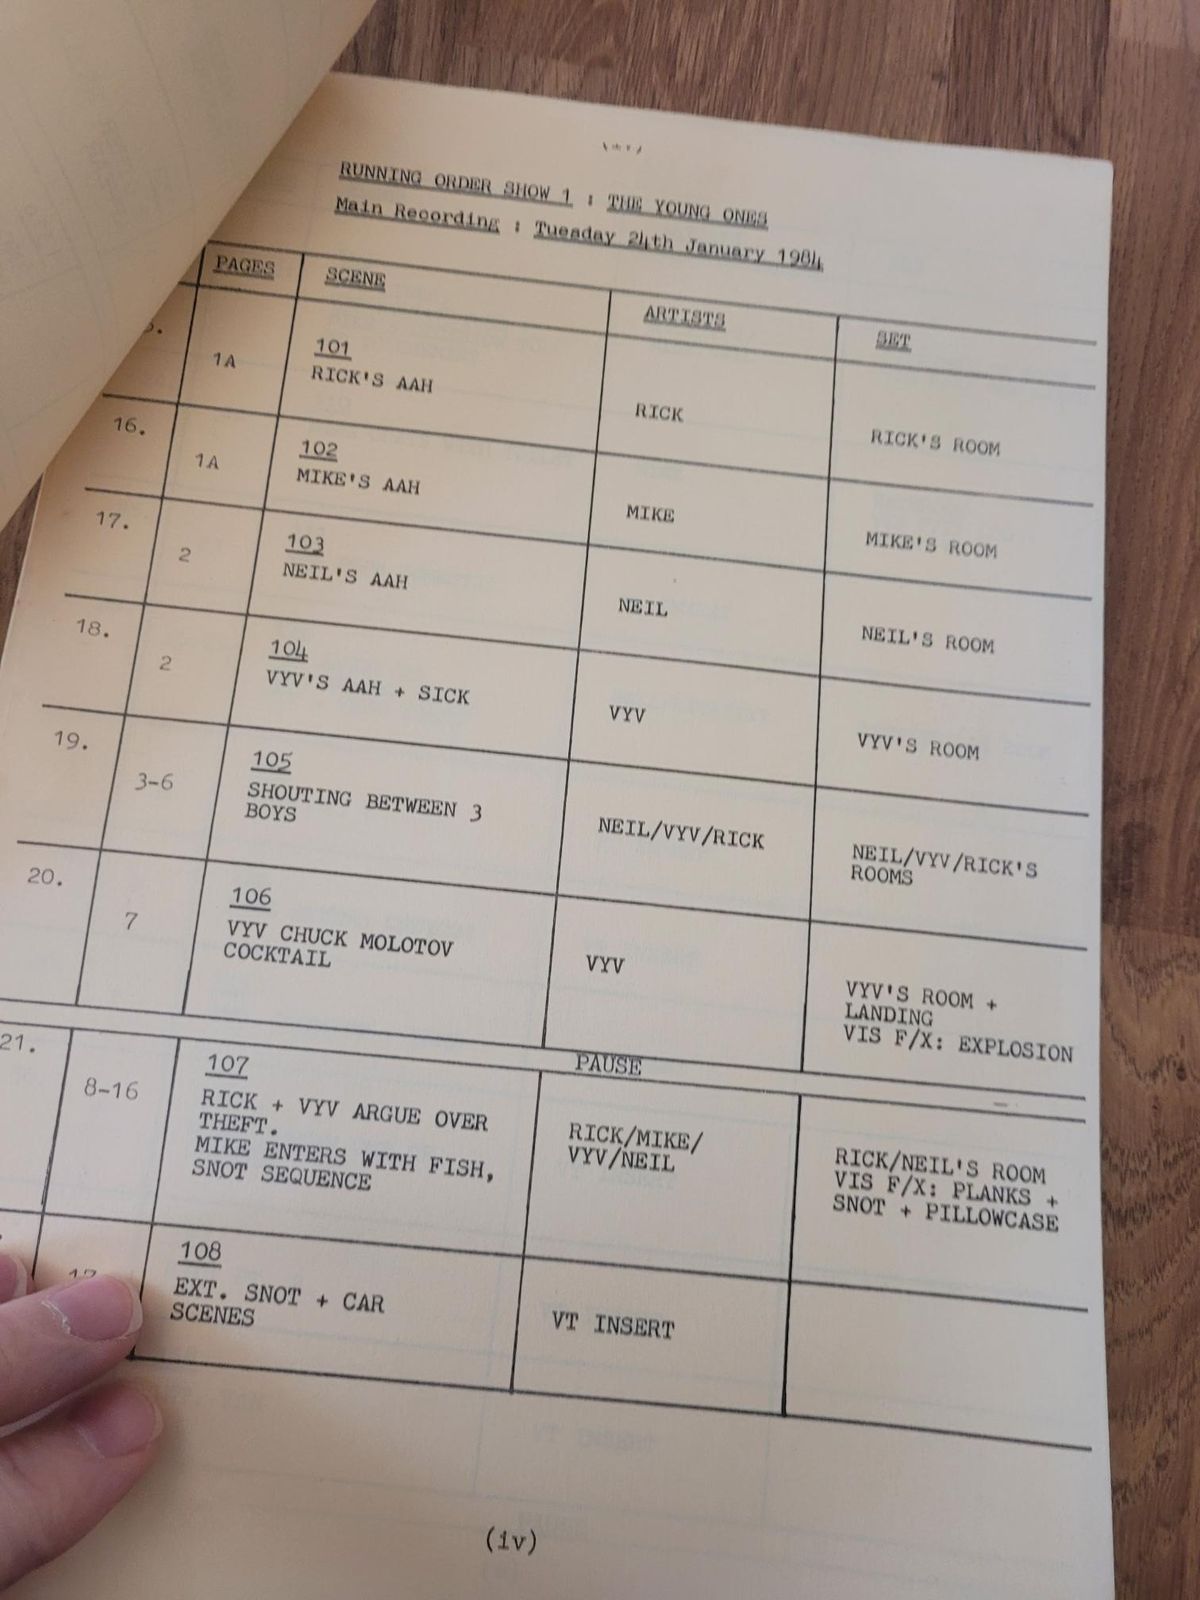 RUNNING ORDER SHOW 1 : THE YOUNG ONES
Main Recording : Tuesday 24th January 1984
PAGES SCENE ARTISTS SET
1A
101
RICK'S AAH
RICK
RICK'S ROOM
16.
1A
102
MIKE'S AAH
MIKE
MIKE'S ROOM
17.
2
103
NEIL'S AAH
NEIL
NEIL'S ROOM
18.
2
104
VYV'S AAH + SICK
VYV
VYV'S ROOM
19.
3-6
105
SHOUTING BETWEEN 3
BOYS
NEIL/VYV/RICK
NEIL/VYV/RICK'S
ROOMS
20.
7
106
VYV CHUCK MOLOTOV
COCKTAIL
VYV
VYV'S ROOM +
LANDING
VIS F/X: EXPLOSION
PAUSE
21.
8-16
107
RICK + VYV ARGUE OVER
THEFT.
MIKE ENTERS WITH FISH,
SNOT SEQUENCE
RICK/MIKE/
VYV/NEIL
RICK/NEIL'S ROOM
VIS F/X: PLANKS +
SNOT + PILLOWCASE
108
EXT. SNOT + CAR
SCENES
VT INSERT
(iv)